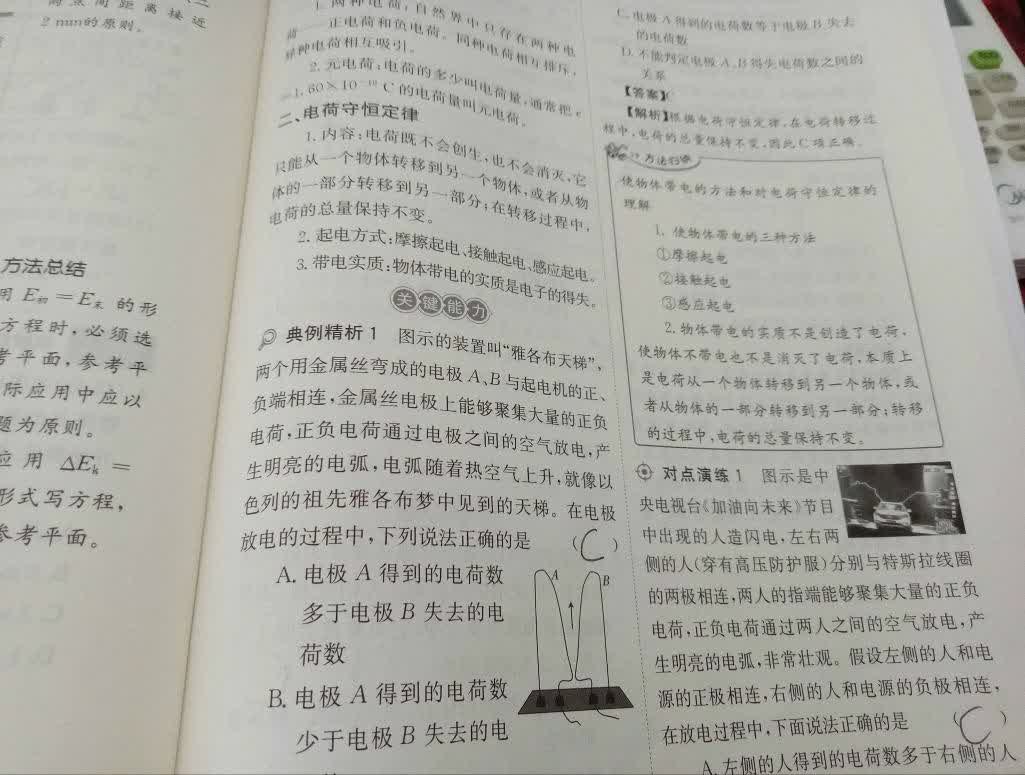 两点间距离接近
2 mm的原则。
方法总结
用 E初＝E末 的形
方程时，必须选
考平面，参考平
际应用中应以
题为原则。
应用 ΔEk＝
形式写方程，
参考平面。
1. 两种电荷：自然界中只存在两种电
荷——正电荷和负电荷。同种电荷相互排斥，
异种电荷相互吸引。
2. 元电荷：电荷的多少叫电荷量，通常把 e
＝1.60×10⁻¹⁹ C 的电荷量叫元电荷。
二、电荷守恒定律
1. 内容：电荷既不会创生，也不会消灭，它
只能从一个物体转移到另一个物体，或者从物
体的一部分转移到另一部分；在转移过程中，
电荷的总量保持不变。
2. 起电方式：摩擦起电、接触起电、感应起电。
3. 带电实质：物体带电的实质是电子的得失。
关键能力
典例精析 1 图示的装置叫“雅各布天梯”，
两个用金属丝弯成的电极 A、B 与起电机的正、
负端相连，金属丝电极上能够聚集大量的正负
电荷，正负电荷通过电极之间的空气放电，产
生明亮的电弧，电弧随着热空气上升，就像以
色列的祖先雅各布梦中见到的天梯。在电极
放电的过程中，下列说法正确的是 （C）
A. 电极 A 得到的电荷数
多于电极 B 失去的电
荷数
B. 电极 A 得到的电荷数
少于电极 B 失去的电
A
B
C. 电极 A 得到的电荷数等于电极 B 失去
的电荷数
D. 不能判定电极 A、B 得失电荷数之间的
关系
【答案】C
【解析】根据电荷守恒定律，在电荷转移过
程中，电荷的总量保持不变，因此 C 项正确。
方法归纳
使物体带电的方法和对电荷守恒定律的
理解
1. 使物体带电的三种方法
①摩擦起电
②接触起电
③感应起电
2. 物体带电的实质不是创造了电荷，
使物体不带电也不是消灭了电荷，本质上
是电荷从一个物体转移到另一个物体，或
者从物体的一部分转移到另一部分；转移
的过程中，电荷的总量保持不变。
对点演练 1 图示是中
央电视台《加油向未来》节目
中出现的人造闪电，左右两
侧的人（穿有高压防护服）分别与特斯拉线圈
的两极相连，两人的指端能够聚集大量的正负
电荷，正负电荷通过两人之间的空气放电，产
生明亮的电弧，非常壮观。假设左侧的人和电
源的正极相连，右侧的人和电源的负极相连，
在放电过程中，下面说法正确的是 （C）
A. 左侧的人得到的电荷数多于右侧的人